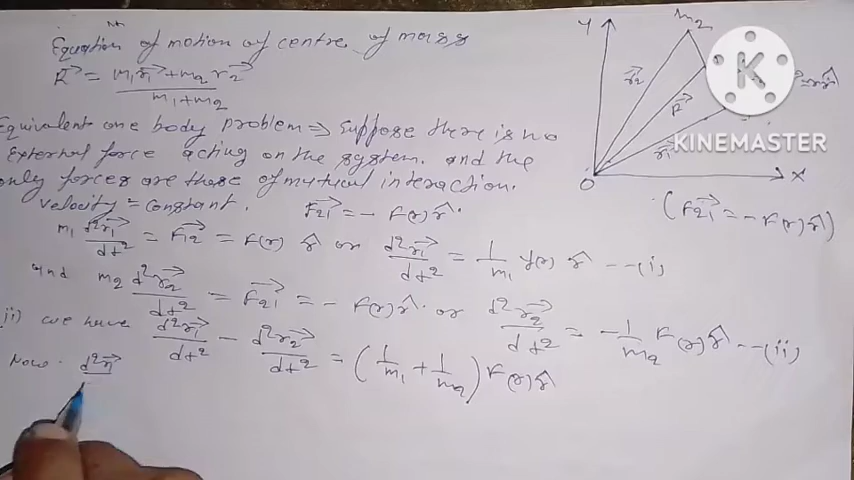 Equation of motion of centre of mass
R⃗ = m₁r₁⃗ + m₂r₂⃗ / m₁+m₂
Equivalent one body problem ⇒ Suppose there is no
External force acting on the system. and the
only forces are those of mutual interaction.
velocity = constant. F₂₁⃗ = - F(r) r̂.
m₁ d²r₁⃗/dt² = F₁₂⃗ = F(r) r̂ or d²r₁⃗/dt² = 1/m₁ F(r) r̂ ---(i)
and m₂ d²r₂⃗/dt² = F₂₁⃗ = - F(r) r̂. or d²r₂⃗/dt² = -1/m₂ F(r) r̂ --(ii)
ii) we have d²r₁⃗/dt² - d²r₂⃗/dt² = (1/m₁ + 1/m₂) F(r) r̂
Now. d²r₁⃗
Y
m₂
r₂⃗
R⃗
r₁⃗
O
X
(F₂₁⃗ = - F(r) r̂)
K
KINEMASTER